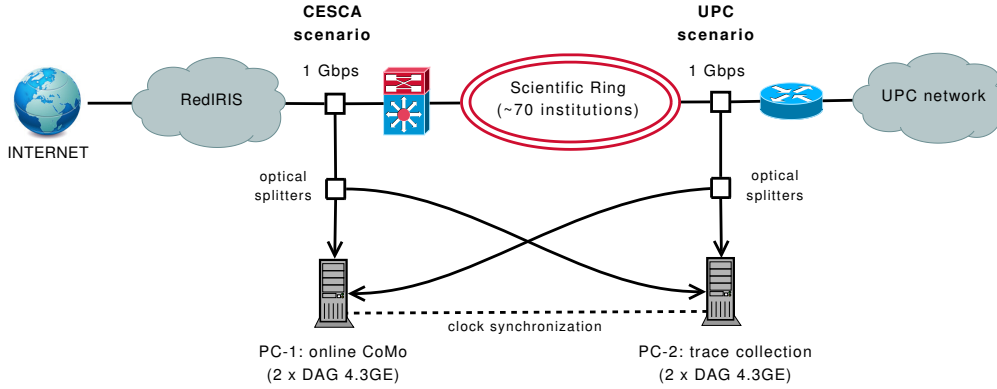 CESCA
scenario
UPC
scenario
1 Gbps
1 Gbps
RedIRIS
Scientific Ring
(~70 institutions)
UPC network
INTERNET
optical
splitters
optical
splitters
clock synchronization
PC-1: online CoMo
(2 x DAG 4.3GE)
PC-2: trace collection
(2 x DAG 4.3GE)